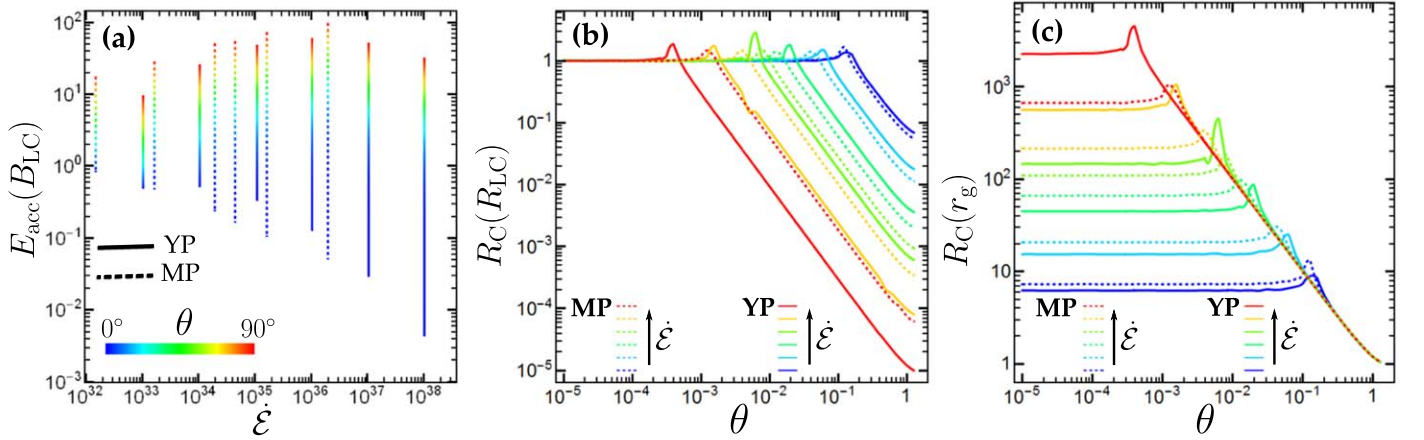 (a)
10² 10¹ 10⁰ 10⁻¹ 10⁻² 10⁻³
E_acc(B_LC)
YP
MP
θ
0° 90°
10³² 10³³ 10³⁴ 10³⁵ 10³⁶ 10³⁷ 10³⁸
ℰ̇
(b)
1 10⁻¹ 10⁻² 10⁻³ 10⁻⁴ 10⁻⁵
R_C(R_LC)
MP ℰ̇
YP ℰ̇
10⁻⁵ 10⁻⁴ 10⁻³ 10⁻² 10⁻¹ 1
θ
(c)
10³ 10² 10 1
R_C(r_g)
MP ℰ̇
YP ℰ̇
10⁻⁵ 10⁻⁴ 10⁻³ 10⁻² 10⁻¹ 1
θ